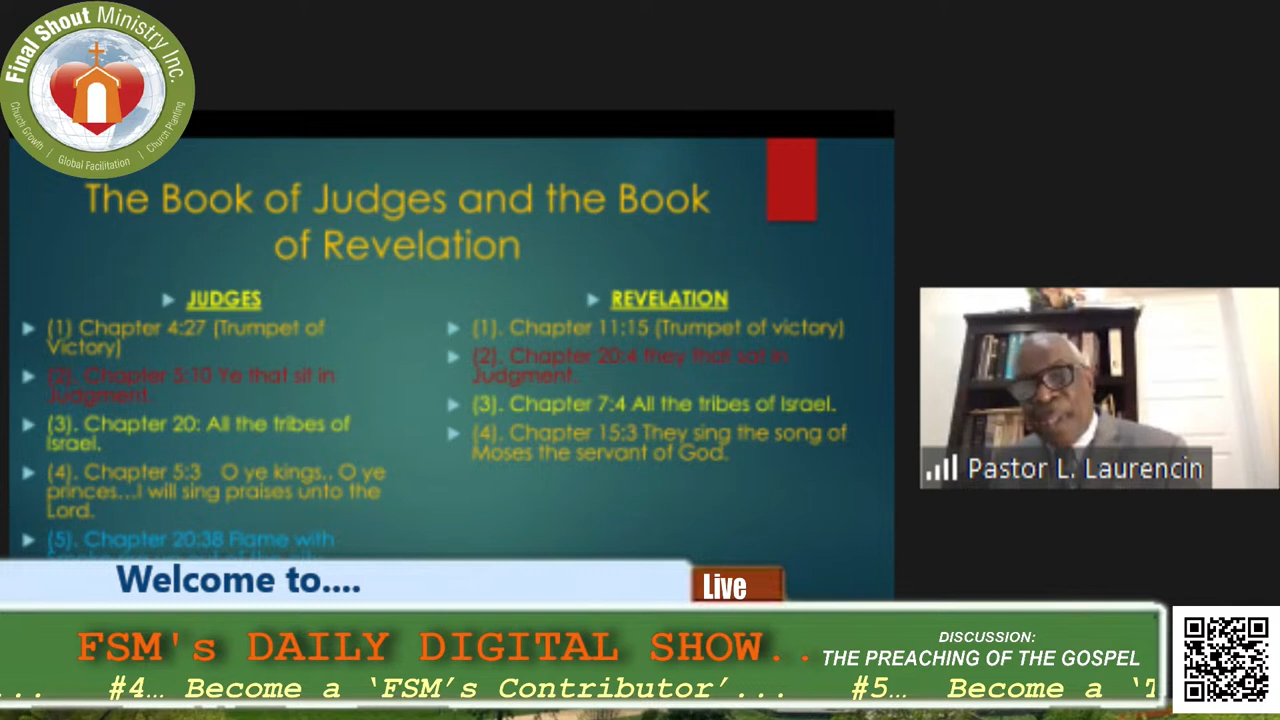 Final Shout Ministry Inc.
Church Growth | Global Facilitation | Church Planting
The Book of Judges and the Book
of Revelation
JUDGES
(1) Chapter 4:27 (Trumpet of
Victory)
(2). Chapter 5:10 Ye that sit in
Judgment.
(3). Chapter 20: All the tribes of
Israel.
(4). Chapter 5:3 O ye kings.. O ye
princes...I will sing praises unto the
Lord.
(5). Chapter 20:38 Flame with
REVELATION
(1). Chapter 11:15 (Trumpet of victory)
(2). Chapter 20:4 they that sat in
Judgment..
(3). Chapter 7:4 All the tribes of Israel.
(4). Chapter 15:3 They sing the song of
Moses the servant of God.
Pastor L. Laurencin
Welcome to....
Live
FSM's DAILY DIGITAL SHOW..
DISCUSSION:
THE PREACHING OF THE GOSPEL
... #4… Become a ‘FSM’s Contributor’... #5… Become a